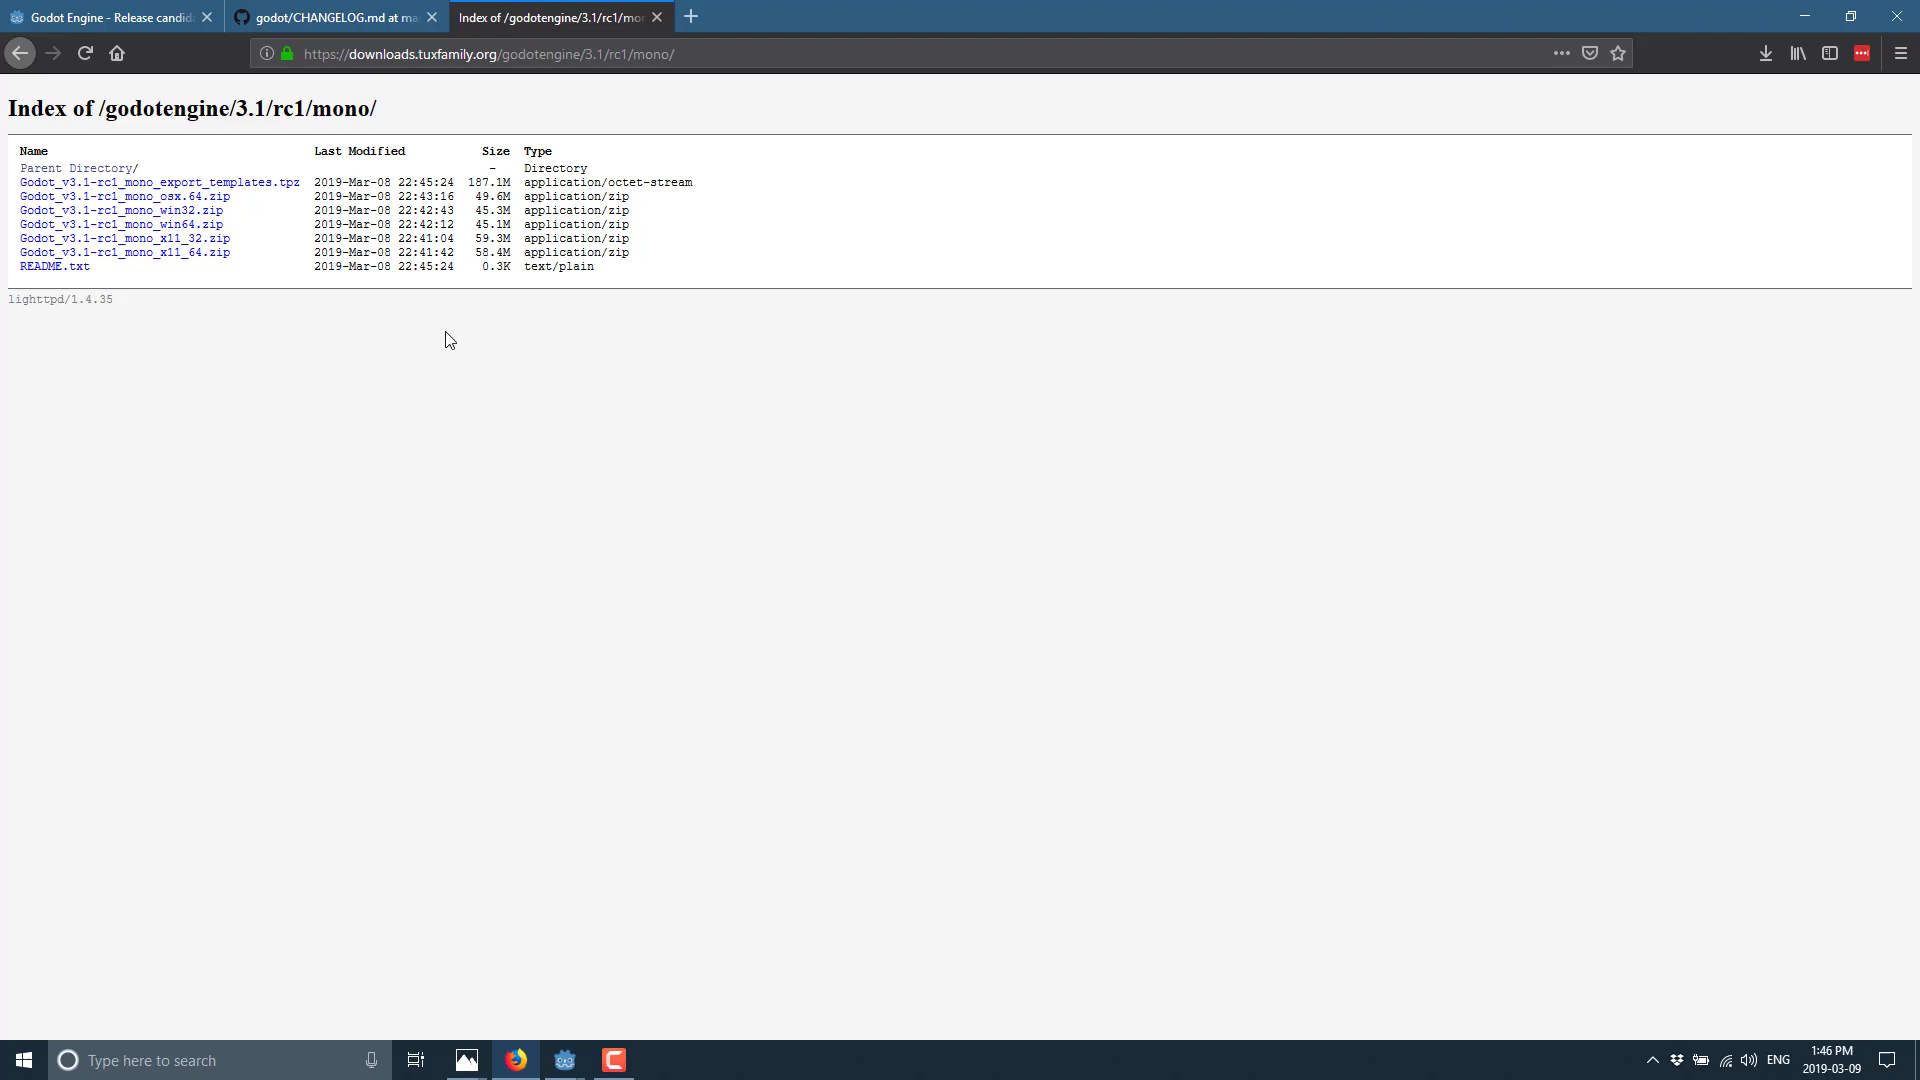 Godot Engine - Release candid
godot/CHANGELOG.md at ma
Index of /godotengine/3.1/rc1/mo
https://downloads.tuxfamily.org/godotengine/3.1/rc1/mono/
Index of /godotengine/3.1/rc1/mono/
Name Last Modified Size Type
Parent Directory/ - Directory
Godot_v3.1-rc1_mono_export_templates.tpz 2019-Mar-08 22:45:24 187.1M application/octet-stream
Godot_v3.1-rc1_mono_osx.64.zip 2019-Mar-08 22:43:16 49.6M application/zip
Godot_v3.1-rc1_mono_win32.zip 2019-Mar-08 22:42:43 45.3M application/zip
Godot_v3.1-rc1_mono_win64.zip 2019-Mar-08 22:42:12 45.1M application/zip
Godot_v3.1-rc1_mono_x11_32.zip 2019-Mar-08 22:41:04 59.3M application/zip
Godot_v3.1-rc1_mono_x11_64.zip 2019-Mar-08 22:41:42 58.4M application/zip
README.txt 2019-Mar-08 22:45:24 0.3K text/plain
lighttpd/1.4.35
Type here to search
ENG
1:46 PM
2019-03-09